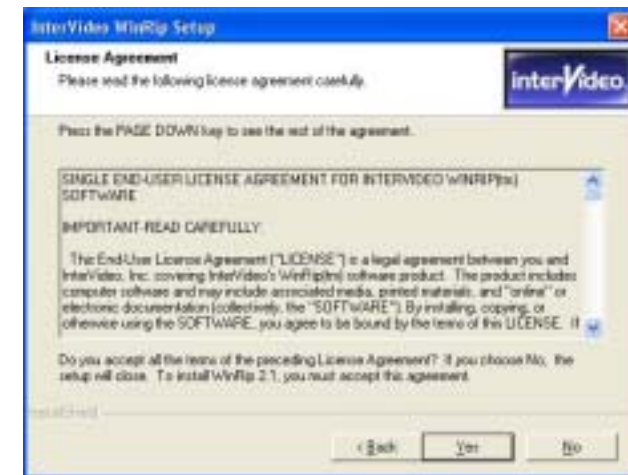 InterVideo WinRip Setup
License Agreement
Please read the following license agreement carefully.
interVideo
Press the PAGE DOWN key to see the rest of the agreement.
SINGLE END-USER LICENSE AGREEMENT FOR INTERVIDEO WINRIP(tm)
SOFTWARE
IMPORTANT-READ CAREFULLY:
This End-User License Agreement ("LICENSE") is a legal agreement between you and
InterVideo, Inc. covering InterVideo's WinRip(tm) software product. The product includes
computer software and may include associated media, printed materials, and "online" or
electronic documentation (collectively, the "SOFTWARE"). By installing, copying, or
otherwise using the SOFTWARE, you agree to be bound by the terms of this LICENSE. If
Do you accept all the terms of the preceding License Agreement? If you choose No, the
setup will close. To install WinRip 2.1, you must accept this agreement.
InstallShield
< Back
Yes
No